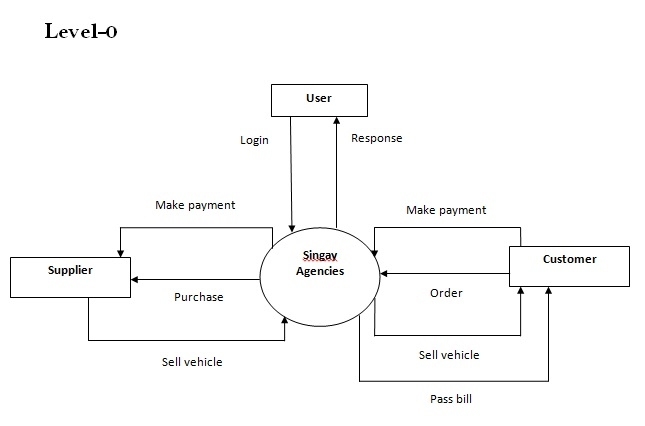 Level-0
User
Login
Response
Make payment
Make payment
Singay
Agencies
Supplier
Customer
Purchase
Order
Sell vehicle
Sell vehicle
Pass bill